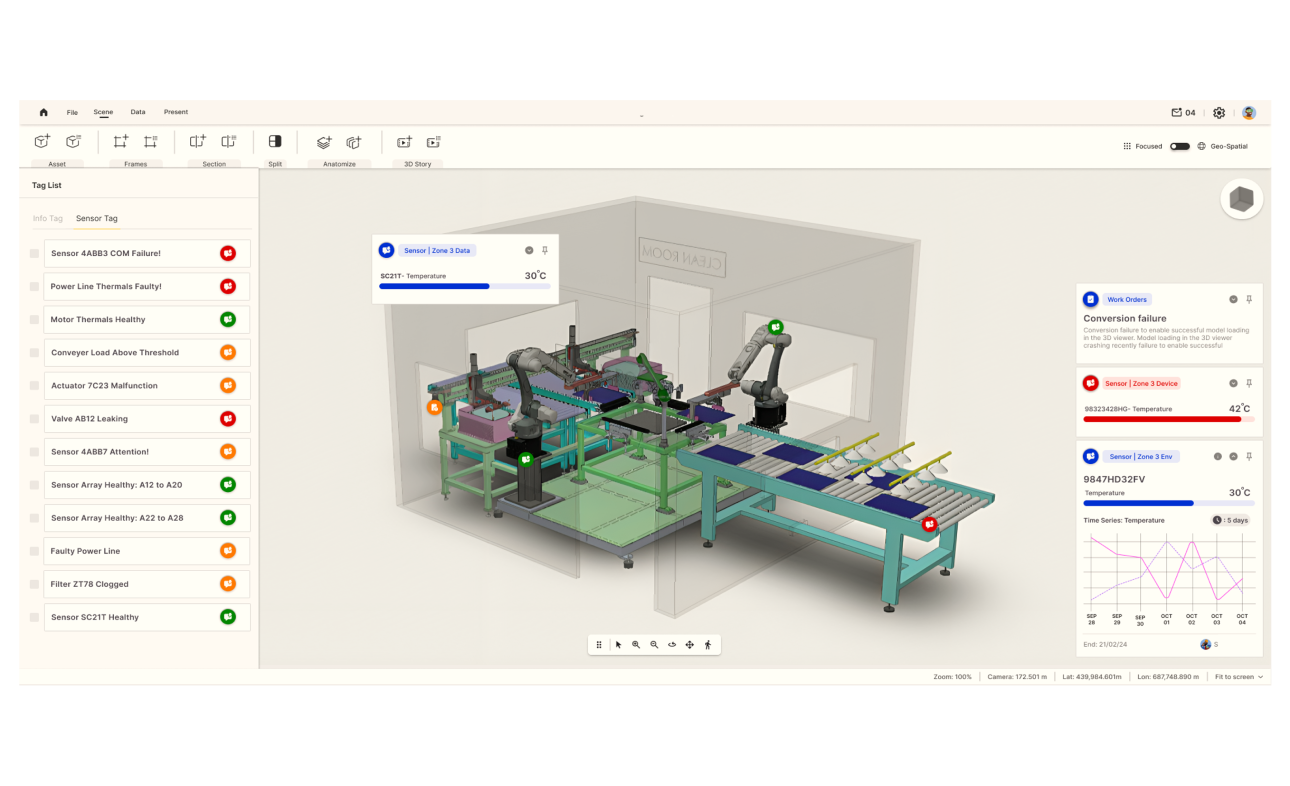 File Scene Data Present
04
Asset Frames Section Split Anatomize 3D Story
Focused Geo-Spatial
Tag List
Info Tag Sensor Tag
Sensor 4ABB3 COM Failure!
Power Line Thermals Faulty!
Motor Thermals Healthy
Conveyer Load Above Threshold
Actuator 7C23 Malfunction
Valve AB12 Leaking
Sensor 4ABB7 Attention!
Sensor Array Healthy: A12 to A20
Sensor Array Healthy: A22 to A28
Faulty Power Line
Filter ZT78 Clogged
Sensor SC21T Healthy
Sensor | Zone 3 Data
SC21T- Temperature 30°C
CLEAN ROOM
Work Orders
Conversion failure
Conversion failure to enable successful model loading
in the 3D viewer. Model loading in the 3D viewer
crashing recently failure to enable successful
Sensor | Zone 3 Device
98323428HG- Temperature 42°C
Sensor | Zone 3 Env
9847HD32FV
Temperature 30°C
Time Series: Temperature : 5 days
SEP 28 SEP 29 SEP 30 OCT 01 OCT 02 OCT 03 OCT 04
End: 21/02/24 S
Zoom: 100% Camera: 172.501 m Lat: 439,984.601m Lon: 687,748.890 m Fit to screen